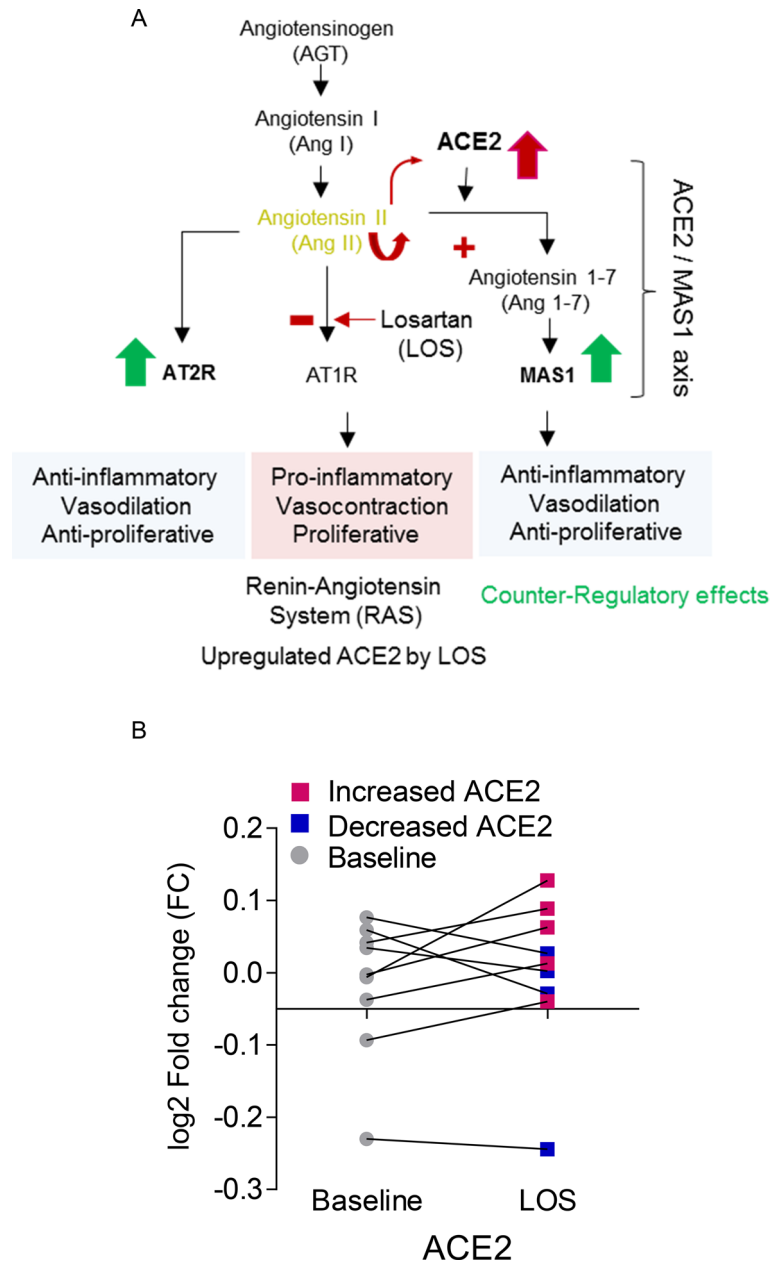 A
Angiotensinogen
(AGT)
Angiotensin I
(Ang I)
ACE2
Angiotensin II
(Ang II)
+
Angiotensin 1-7
(Ang 1-7)
Losartan
(LOS)
AT2R
AT1R
MAS1
ACE2 / MAS1 axis
Anti-inflammatory
Vasodilation
Anti-proliferative
Pro-inflammatory
Vasocontraction
Proliferative
Anti-inflammatory
Vasodilation
Anti-proliferative
Renin-Angiotensin
System (RAS)
Counter-Regulatory effects
Upregulated ACE2 by LOS
B
Increased ACE2
Decreased ACE2
Baseline
log2 Fold change (FC)
0.2
0.1
0.0
-0.1
-0.2
-0.3
Baseline
LOS
ACE2